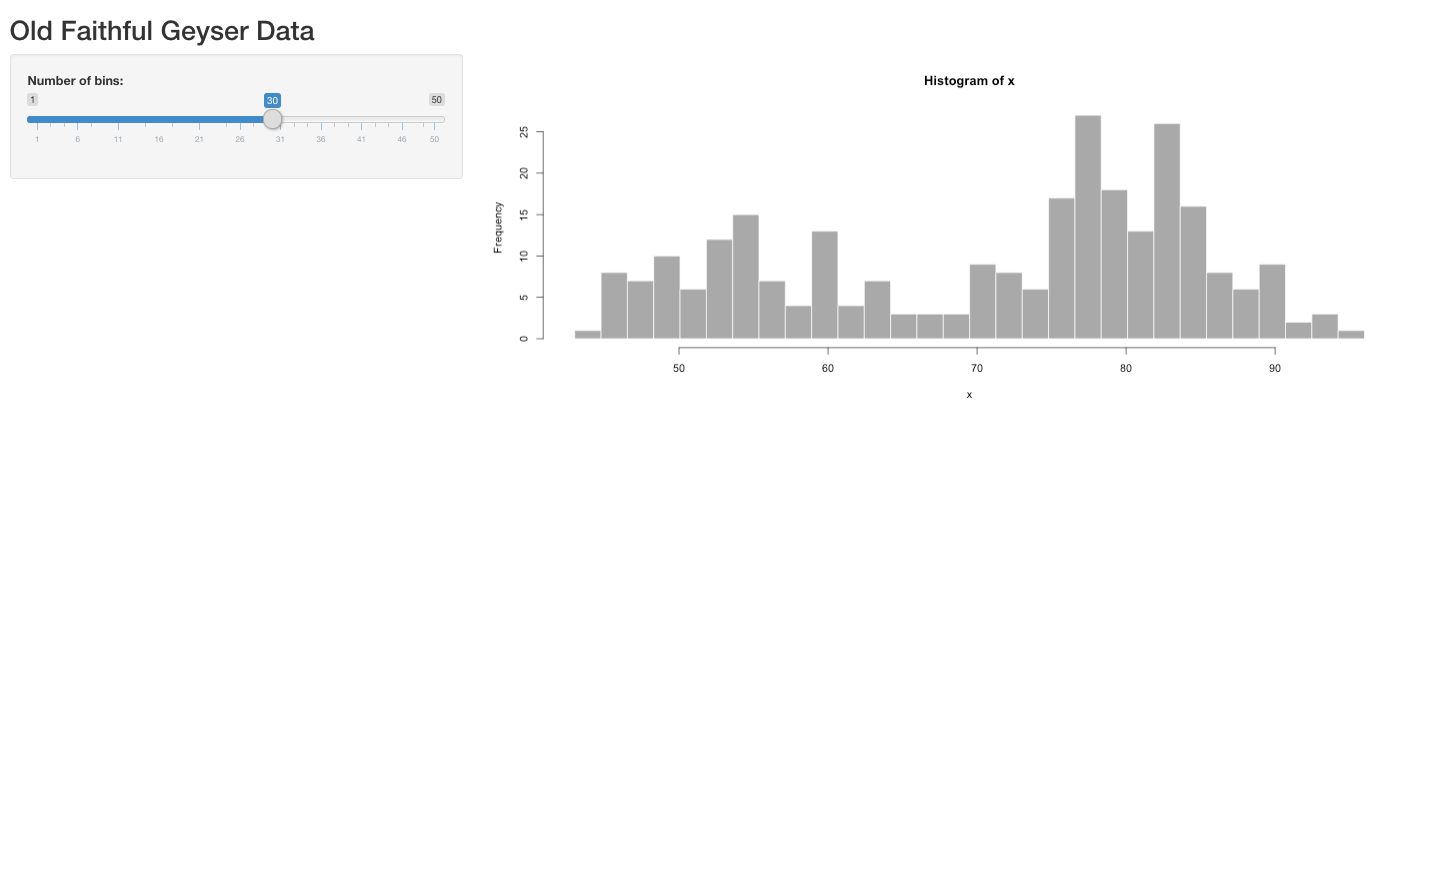 Old Faithful Geyser Data
Number of bins:
1 30 50
1 6 11 16 21 26 31 36 41 46 50
Histogram of x
Frequency
25
20
15
10
5
0
50 60 70 80 90
x